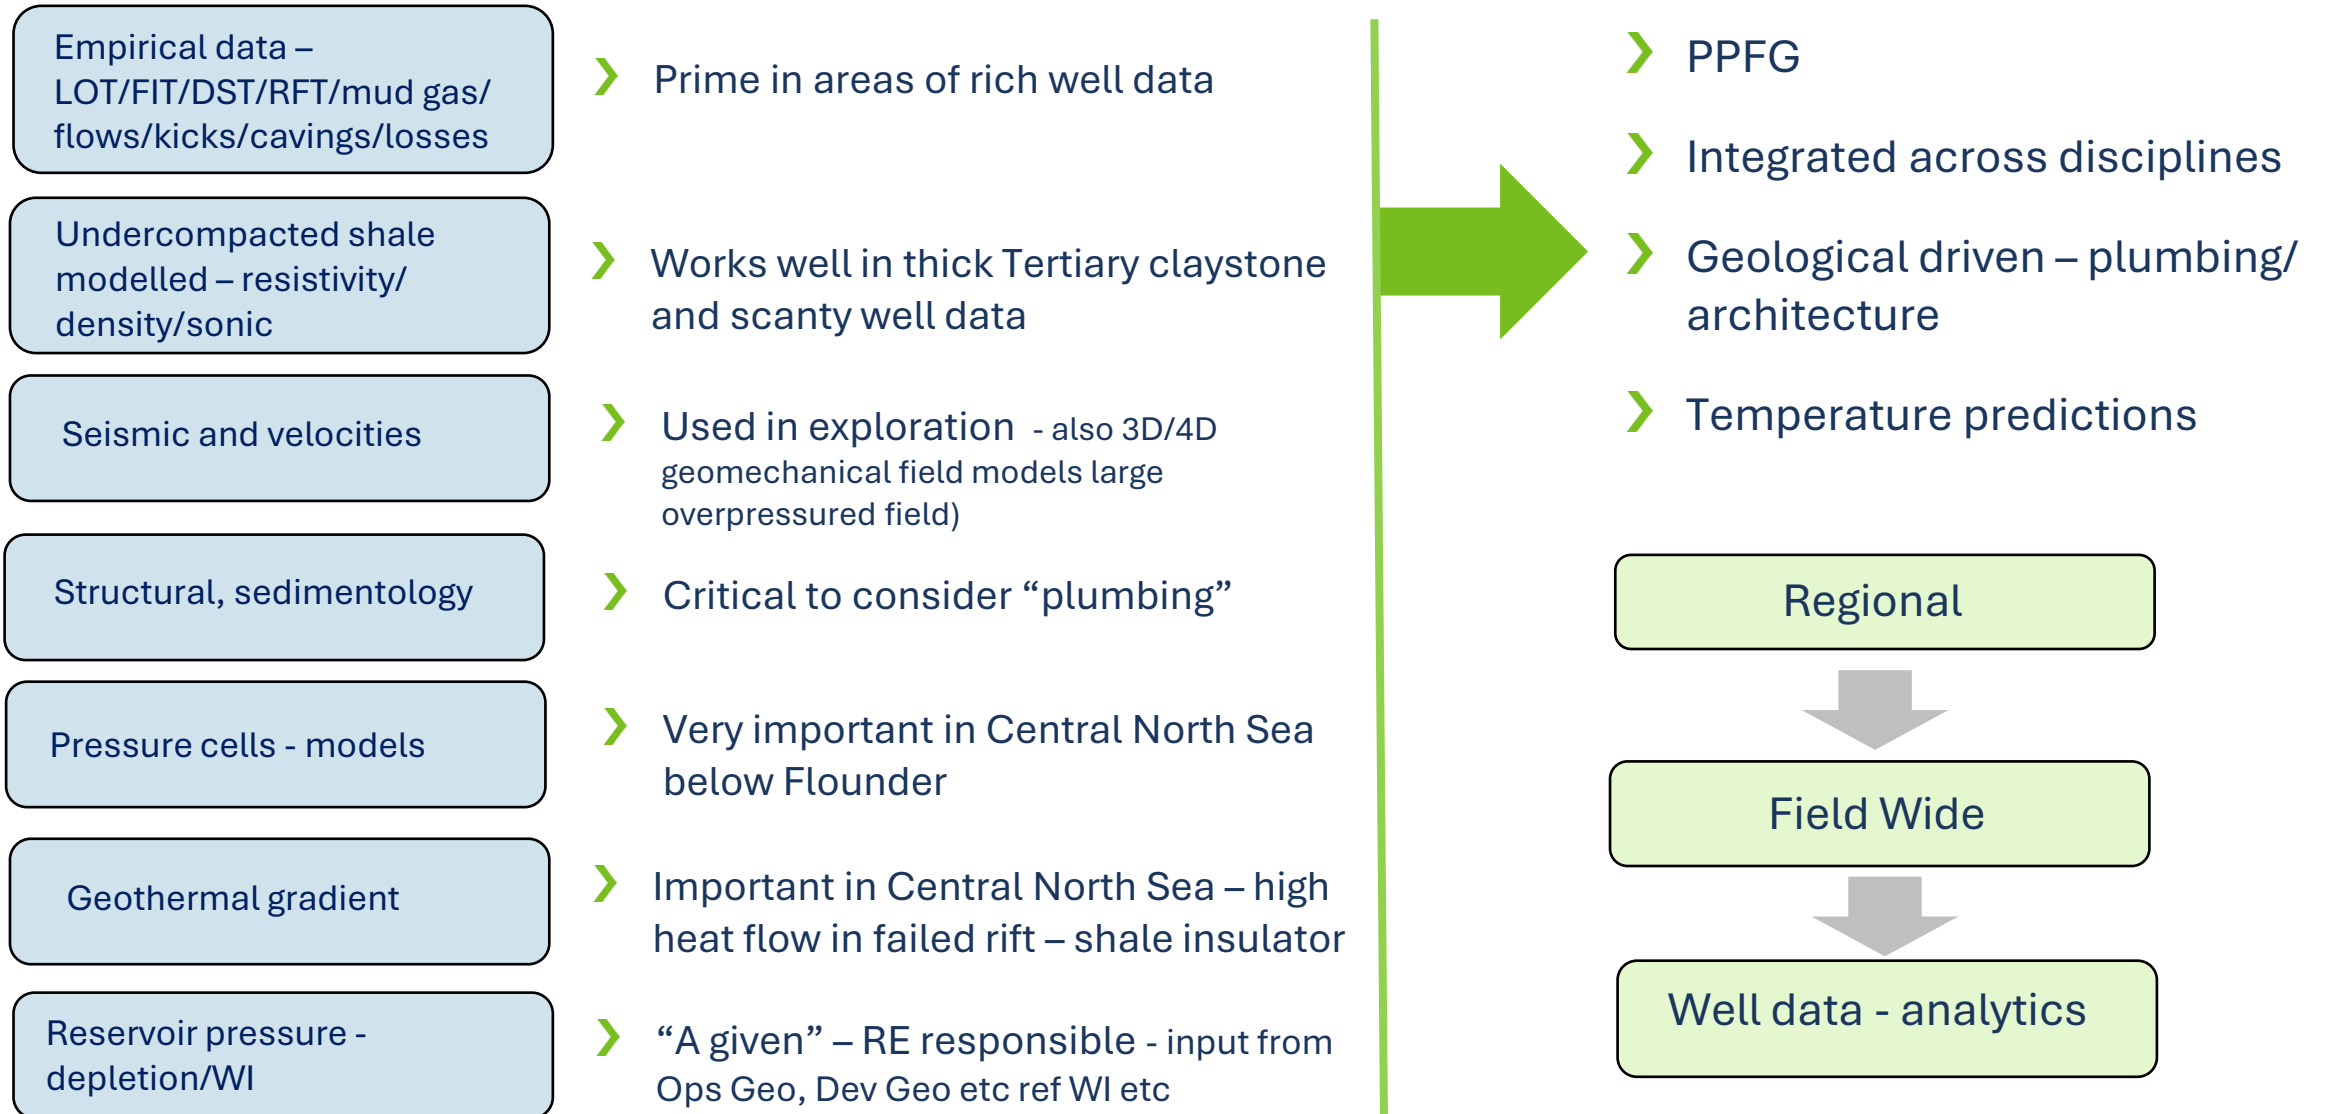 Empirical data –
LOT/FIT/DST/RFT/mud gas/
flows/kicks/cavings/losses
Prime in areas of rich well data
Undercompacted shale
modelled – resistivity/
density/sonic
Works well in thick Tertiary claystone
and scanty well data
Seismic and velocities
Used in exploration - also 3D/4D
geomechanical field models large
overpressured field)
Structural, sedimentology
Critical to consider “plumbing”
Pressure cells - models
Very important in Central North Sea
below Flounder
Geothermal gradient
Important in Central North Sea – high
heat flow in failed rift – shale insulator
Reservoir pressure -
depletion/WI
“A given” – RE responsible - input from
Ops Geo, Dev Geo etc ref WI etc
PPFG
Integrated across disciplines
Geological driven – plumbing/
architecture
Temperature predictions
Regional
Field Wide
Well data - analytics